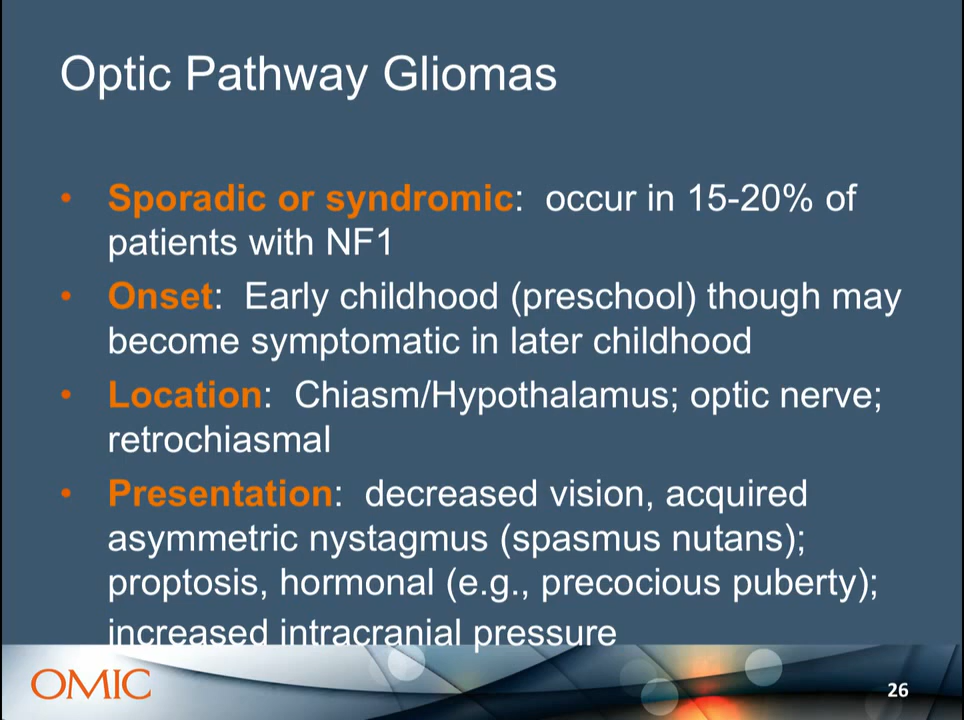 Optic Pathway Gliomas
• Sporadic or syndromic: occur in 15-20% of
patients with NF1
• Onset: Early childhood (preschool) though may
become symptomatic in later childhood
• Location: Chiasm/Hypothalamus; optic nerve;
retrochiasmal
• Presentation: decreased vision, acquired
asymmetric nystagmus (spasmus nutans);
proptosis, hormonal (e.g., precocious puberty);
increased intracranial pressure
OMIC
26